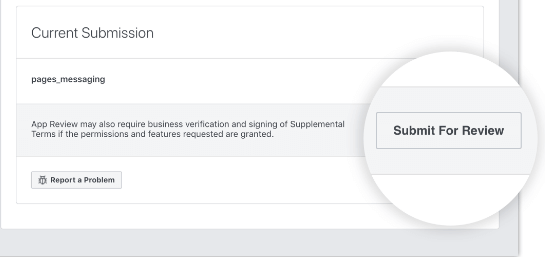 Current Submission
pages_messaging
App Review may also require business verification and signing of Supplemental
Terms if the permissions and features requested are granted.
Submit For Review
Report a Problem